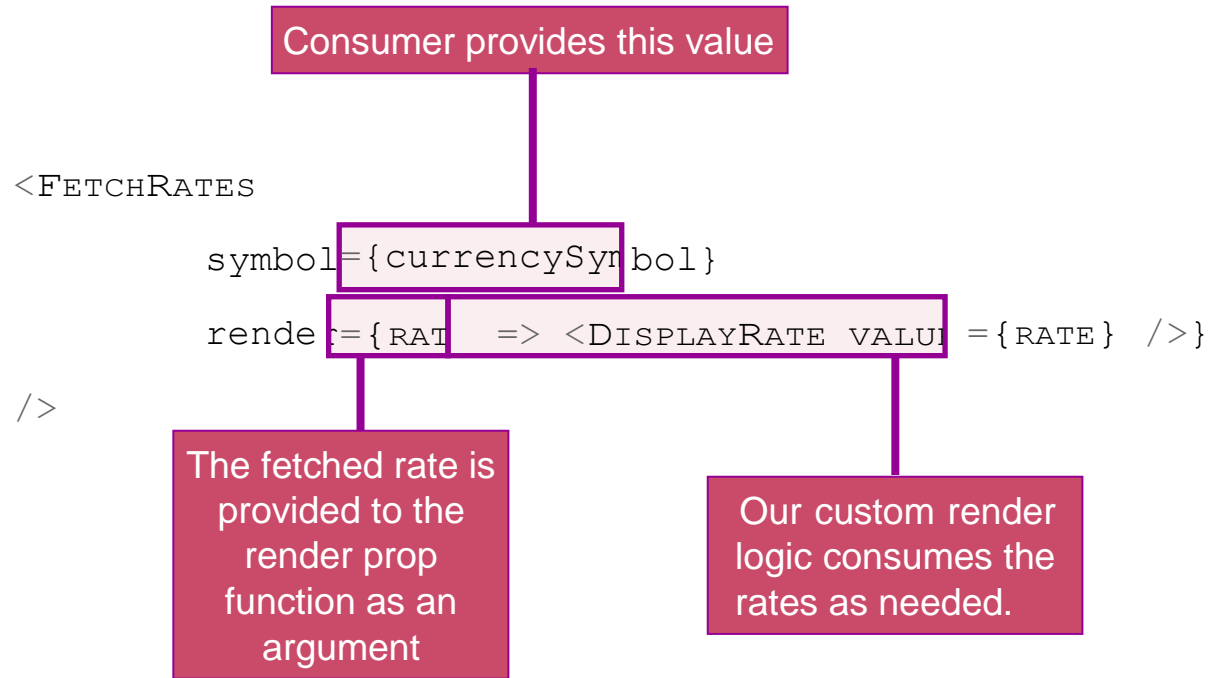 Consumer provides this value
<FETCHRATES
symbol={currencySymbol}
render={RAT => <DISPLAYRATE VALU ={RATE} />}
/>
The fetched rate is
provided to the
render prop
function as an
argument
Our custom render
logic consumes the
rates as needed.